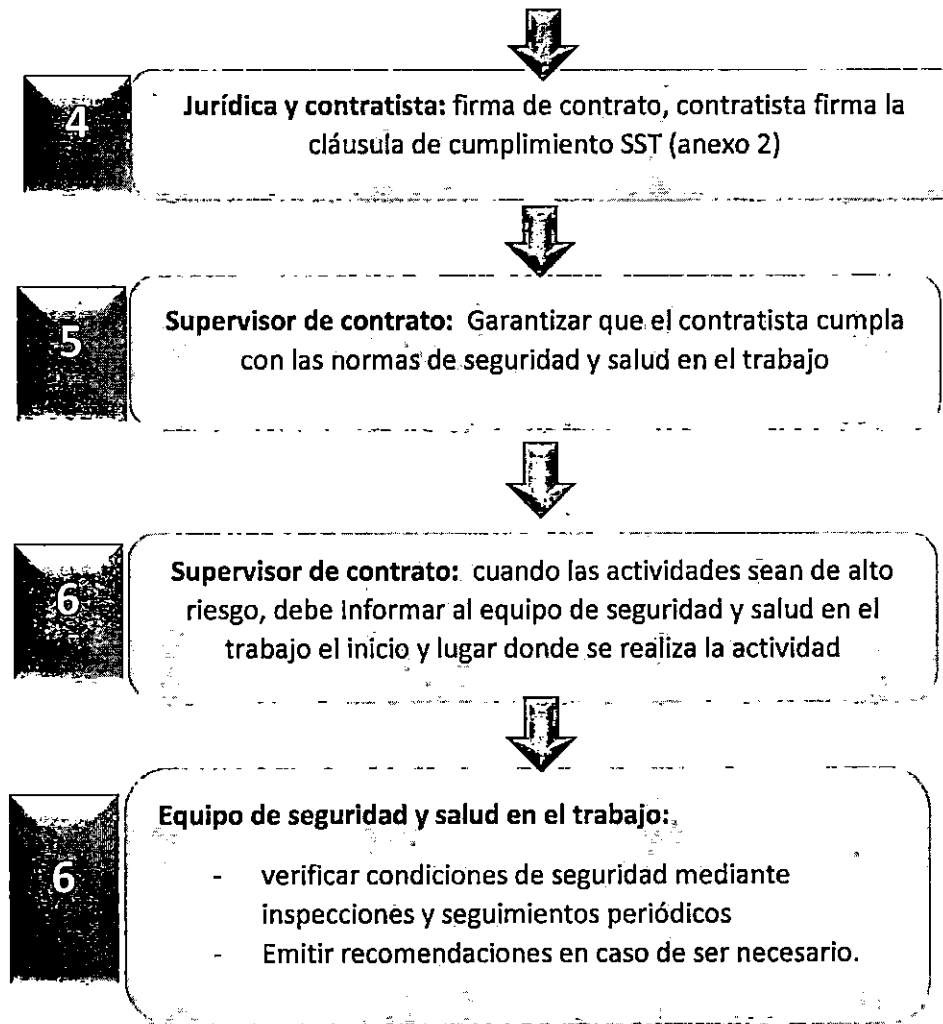 4
Jurídica y contratista: firma de contrato, contratista firma la
cláusula de cumplimiento SST (anexo 2)
5
Supervisor de contrato: Garantizar que el contratista cumpla
con las normas de seguridad y salud en el trabajo
6
Supervisor de contrato: cuando las actividades sean de alto
riesgo, debe Informar al equipo de seguridad y salud en el
trabajo el inicio y lugar donde se realiza la actividad
6
Equipo de seguridad y salud en el trabajo:
- verificar condiciones de seguridad mediante
inspecciones y seguimientos periódicos
- Emitir recomendaciones en caso de ser necesario.